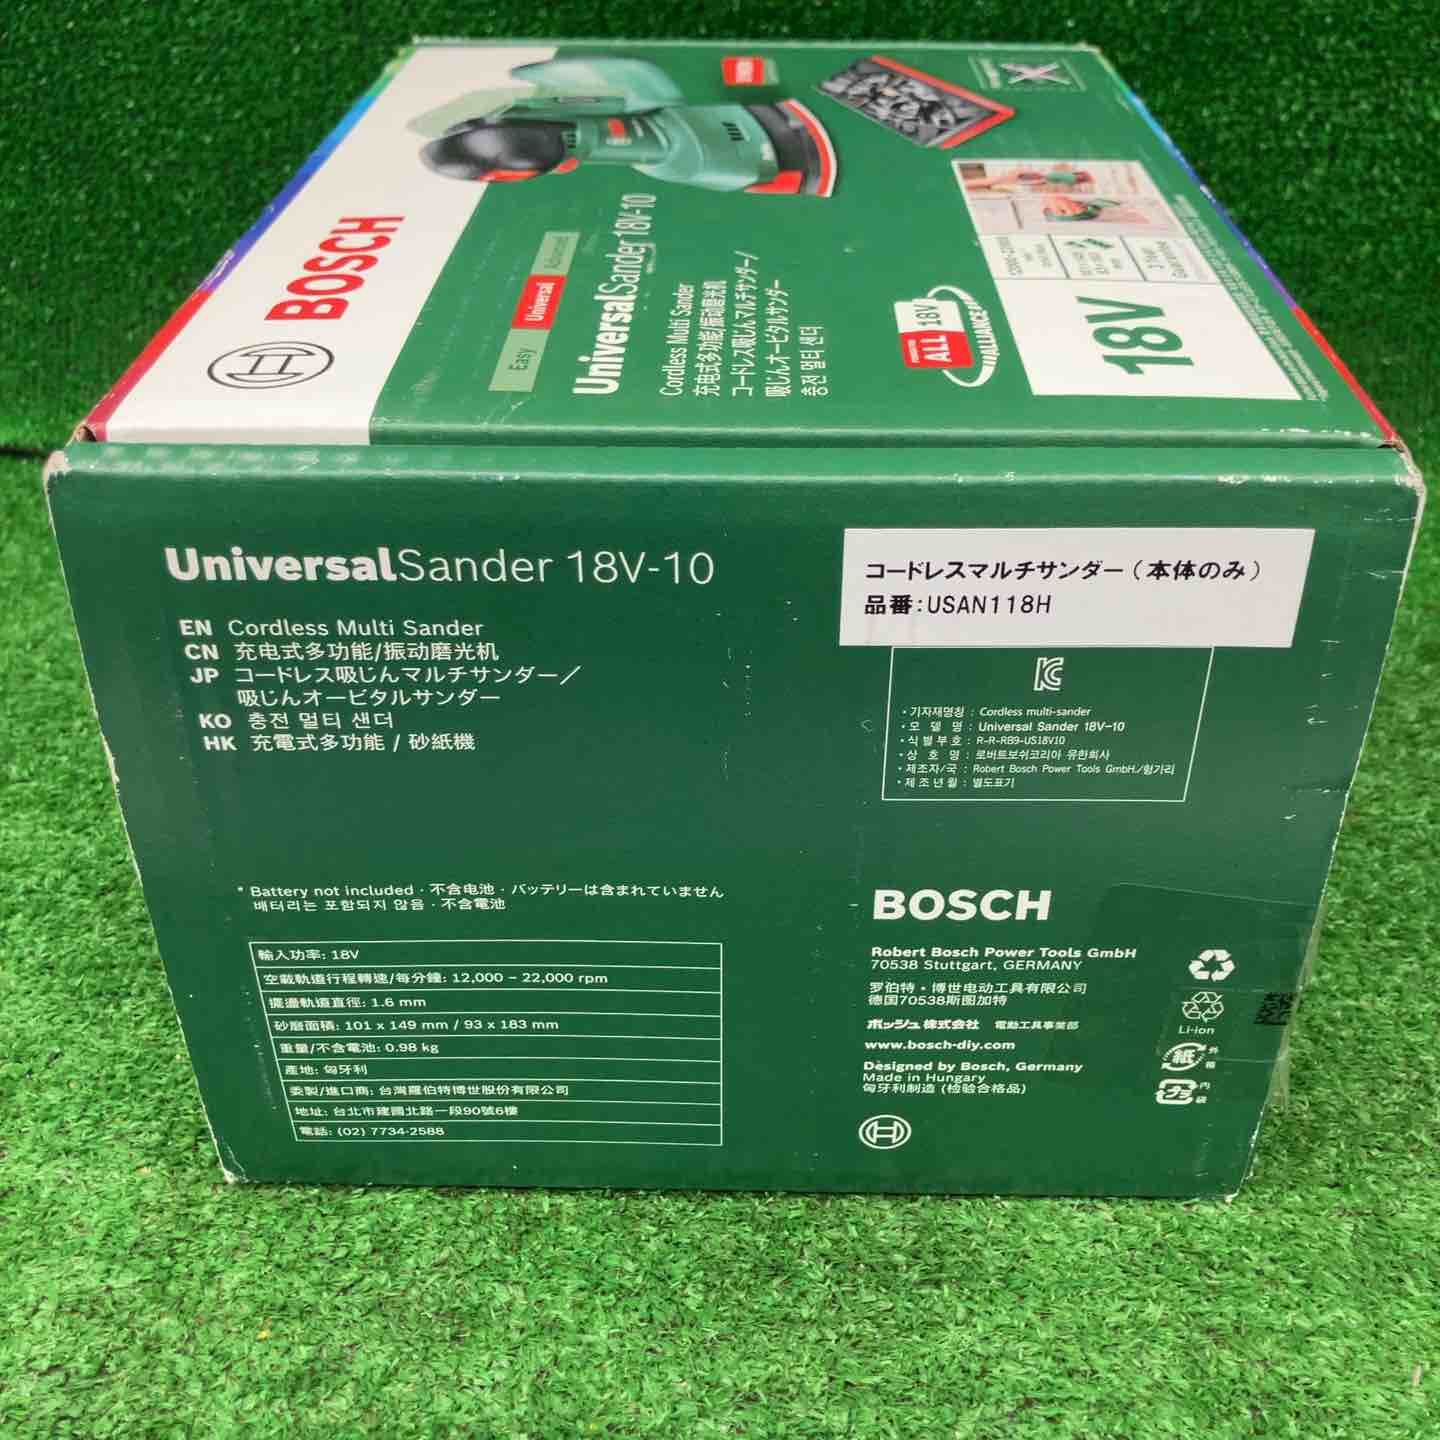 BOSCH
Easy
Universal
Advanced
UniversalSander 18V-10
Cordless Multi Sander
充电式多功能/振动磨光机
コードレス吸じんマルチサンダー/
吸じんオービタルサンダー
충전 멀티 샌더
ALL 18V
ALLIANCE
18V
UniversalSander 18V-10
EN Cordless Multi Sander
CN 充电式多功能/振动磨光机
JP コードレス吸じんマルチサンダー/
吸じんオービタルサンダー
KO 충전 멀티 샌더
HK 充電式多功能 / 砂紙機
コードレスマルチサンダー(本体のみ)
品番:USAN118H
・기자재명칭 : Cordless multi-sander
・모 델 명 : Universal Sander 18V-10
・식 별 부 호 : R-R-RB9-US18V10
・상 호 명 : 로버트보쉬코리아 유한회사
・제조자/국 : Robert Bosch Power Tools GmbH./헝가리
・제 조 년 월 : 별도표기
* Battery not included · 不含电池 · バッテリーは含まれていません
배터리는 포함되지 않음 · 不含電池
輸入功率: 18V
空載軌道行程轉速/每分鐘: 12,000 – 22,000 rpm
擺邊軌道直徑: 1.6 mm
砂磨面積: 101 x 149 mm / 93 x 183 mm
重量/不含電池: 0.98 kg
產地: 匈牙利
委製/進口商: 台灣羅伯特博世股份有限公司
地址: 台北市建國北路一段90號6樓
電話: (02) 7734-2588
BOSCH
Robert Bosch Power Tools GmbH
70538 Stuttgart, GERMANY
罗伯特・博世电动工具有限公司
德国70538斯图加特
ボッシュ株式会社 電動工具事業部
www.bosch-diy.com
Designed by Bosch, Germany
Made in Hungary
匈牙利制造 (检验合格品)
Li-ion
紙 外箱
プラ 内袋